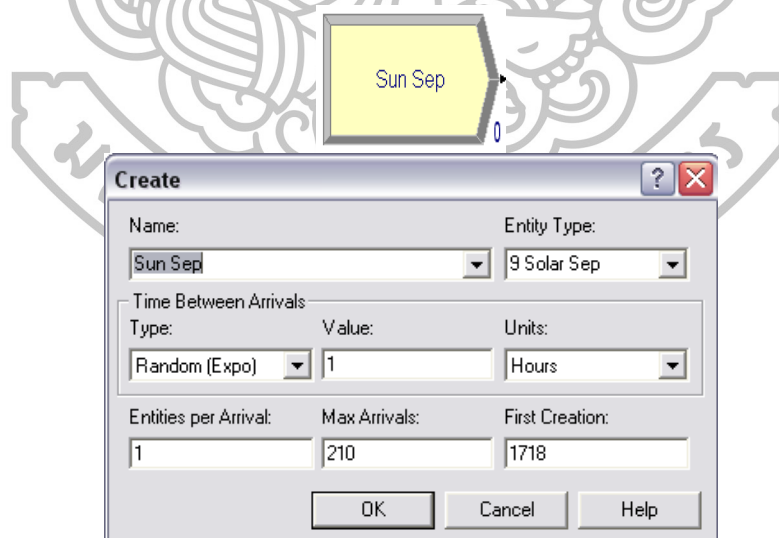 Sun Sep
0
Create
Name:
Entity Type:
Sun Sep
9 Solar Sep
Time Between Arrivals
Type:
Value:
Units:
Random (Expo)
1
Hours
Entities per Arrival:
Max Arrivals:
First Creation:
1
210
1718
OK
Cancel
Help